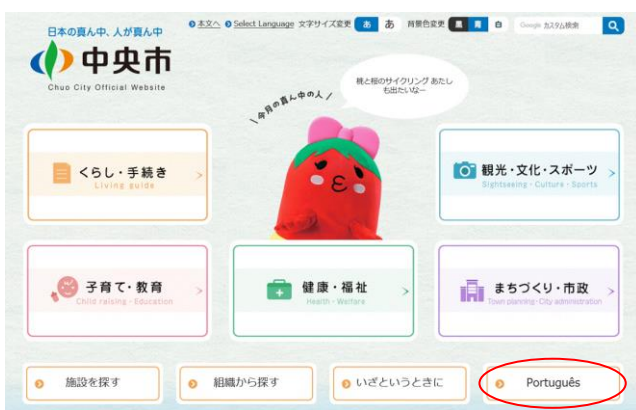 日本の真ん中、人が真ん中
中央市
Chuo City Official Website
本文へ Select Language 文字サイズ変更 あ あ 背景色変更 黒 青 白 Google カスタム検索
\ 今月の真ん中の人 /
桃と桜のサイクリング あたし
も出たいなー
くらし・手続き
Living guide
観光・文化・スポーツ
Sightseeing・Culture・Sports
子育て・教育
Child raising・Education
健康・福祉
Health・Welfare
まちづくり・市政
Town planning・City administration
施設を探す
組織から探す
いざというときに
Português